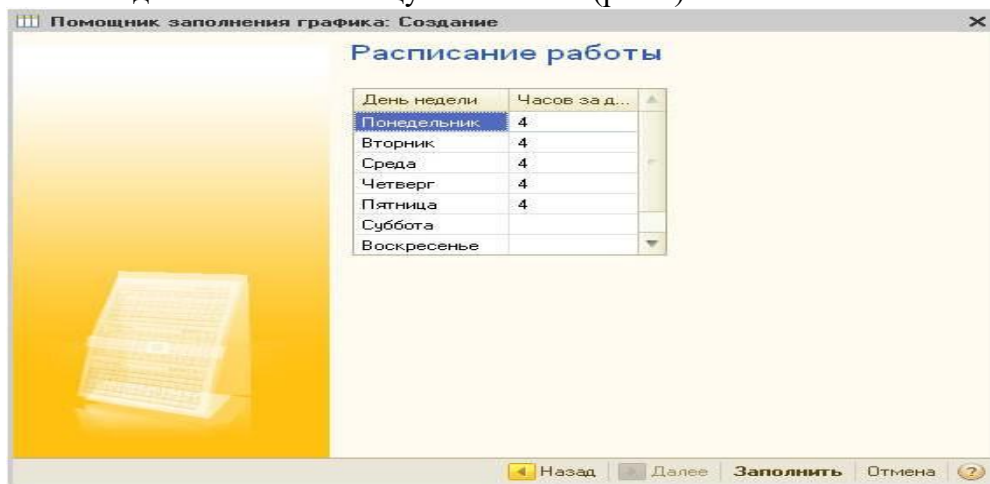 Помощник заполнения графика: Создание
Расписание работы
День недели Часов за д...
Понедельник 4
Вторник 4
Среда 4
Четверг 4
Пятница 4
Суббота
Воскресенье
Назад Далее Заполнить Отмена ?